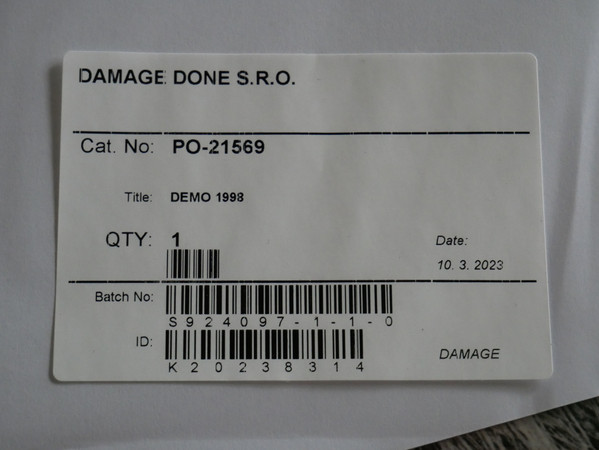 DAMAGE DONE S.R.O.
Cat. No: PO-21569
Title: DEMO 1998
QTY: 1
Date:
10. 3. 2023
Batch No:
S924097-1-1-0
ID:
K20238314
DAMAGE